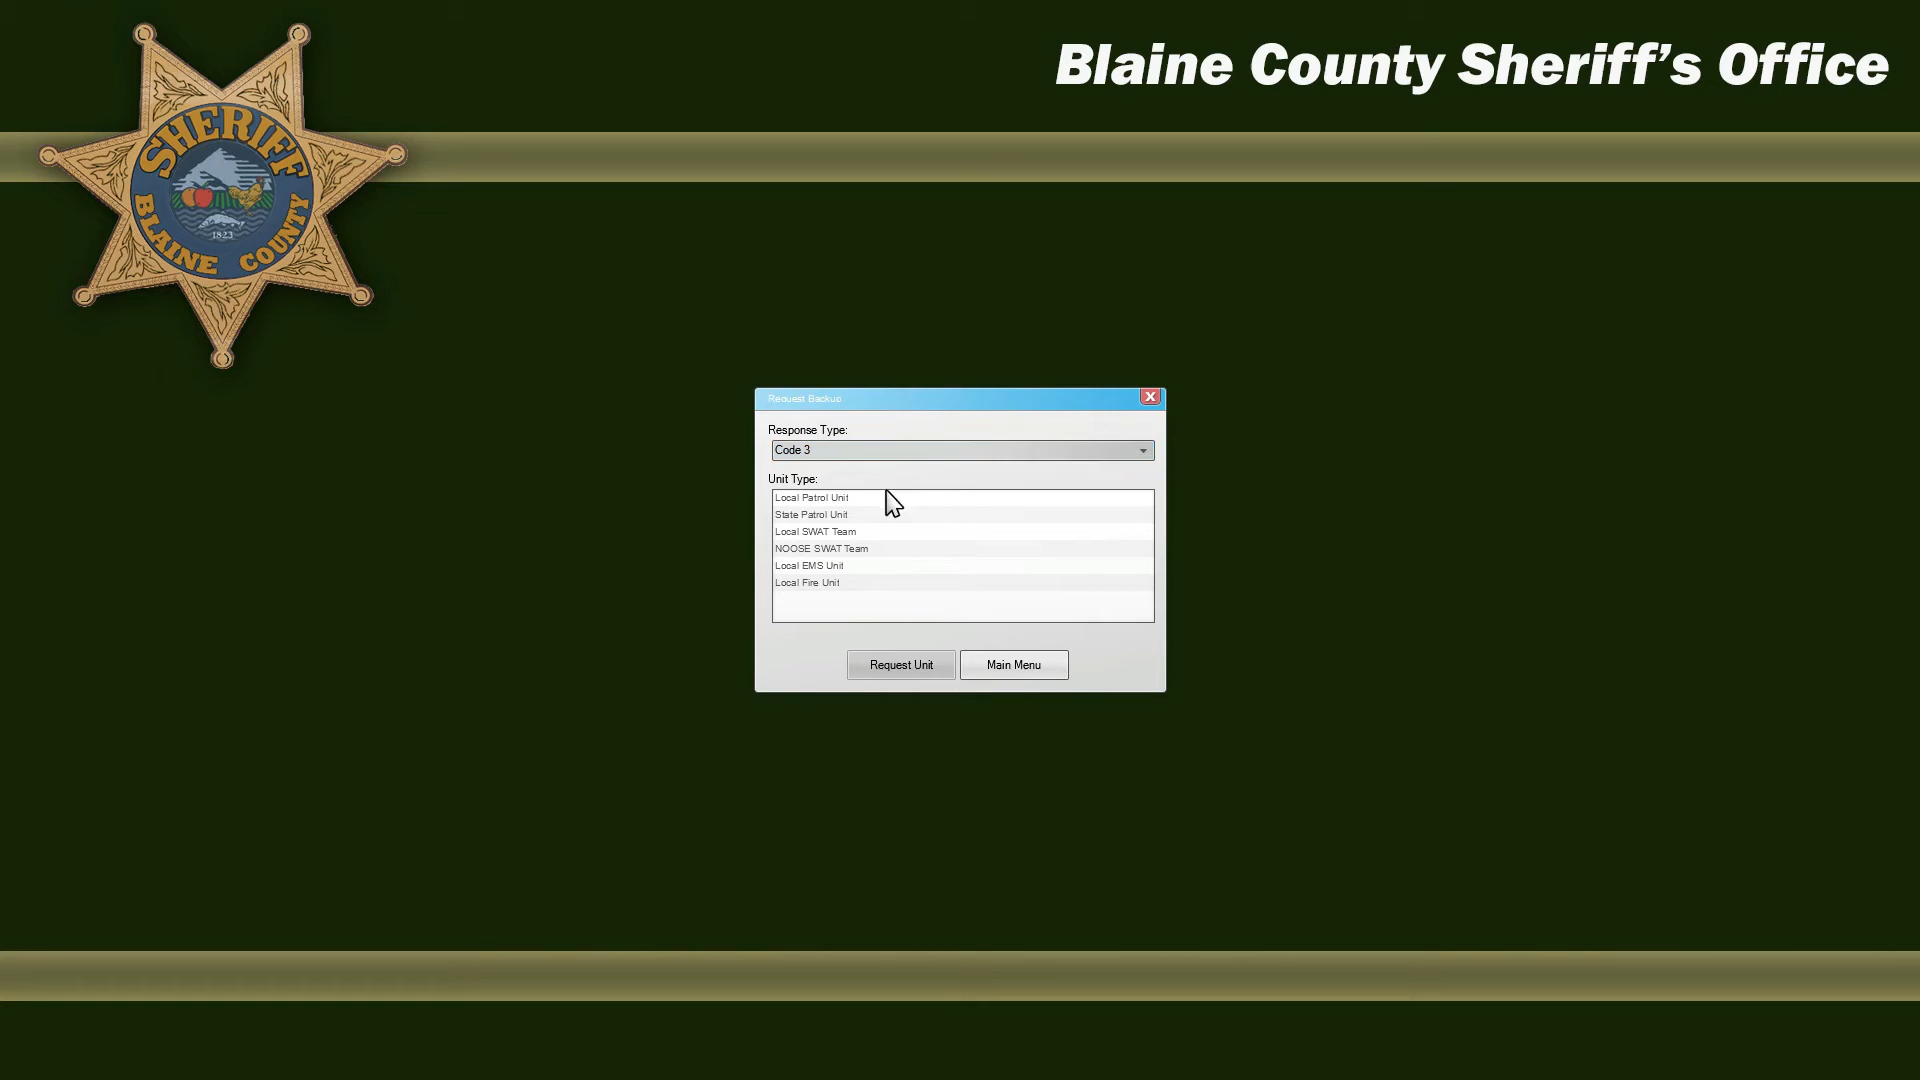 Blaine County Sheriff's Office
SHERIFF
1823
BLAINE COUNTY
Request Backup
Response Type:
Code 3
Unit Type:
Local Patrol Unit
State Patrol Unit
Local SWAT Team
NOOSE SWAT Team
Local EMS Unit
Local Fire Unit
Request Unit
Main Menu